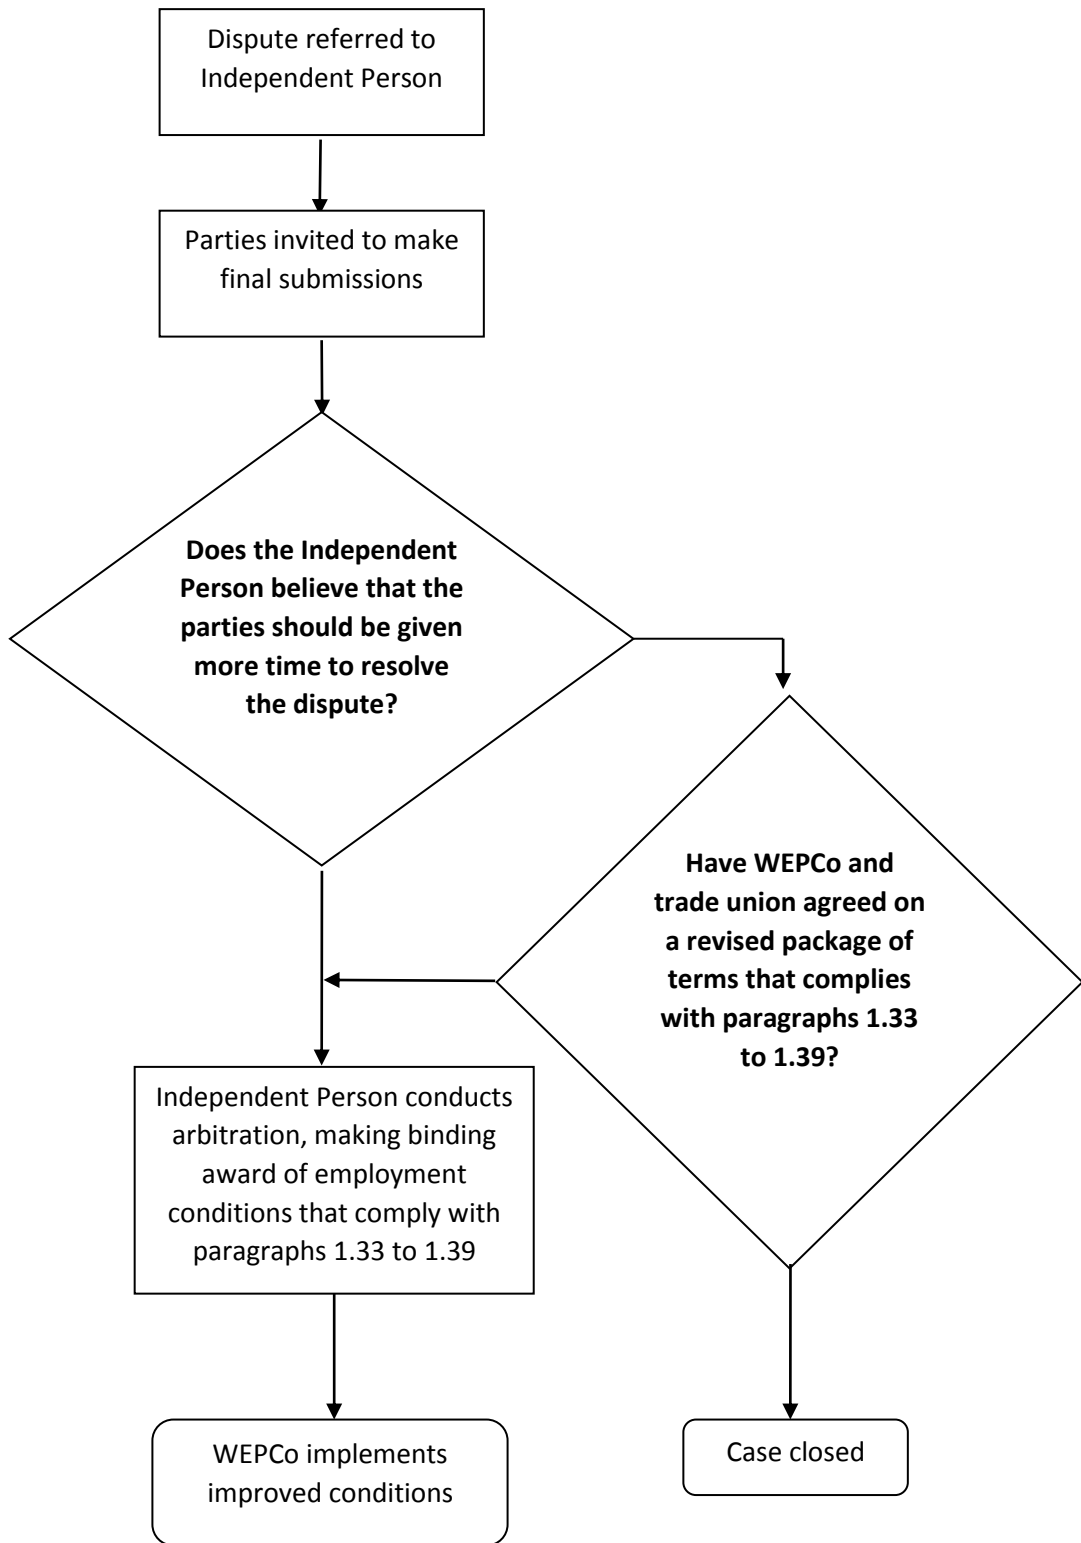 Dispute referred to
Independent Person
Parties invited to make
final submissions
Does the Independent
Person believe that the
parties should be given
more time to resolve
the dispute?
Have WEPCo and
trade union agreed on
a revised package of
terms that complies
with paragraphs 1.33
to 1.39?
Independent Person conducts
arbitration, making binding
award of employment
conditions that comply with
paragraphs 1.33 to 1.39
WEPCo implements
improved conditions
Case closed